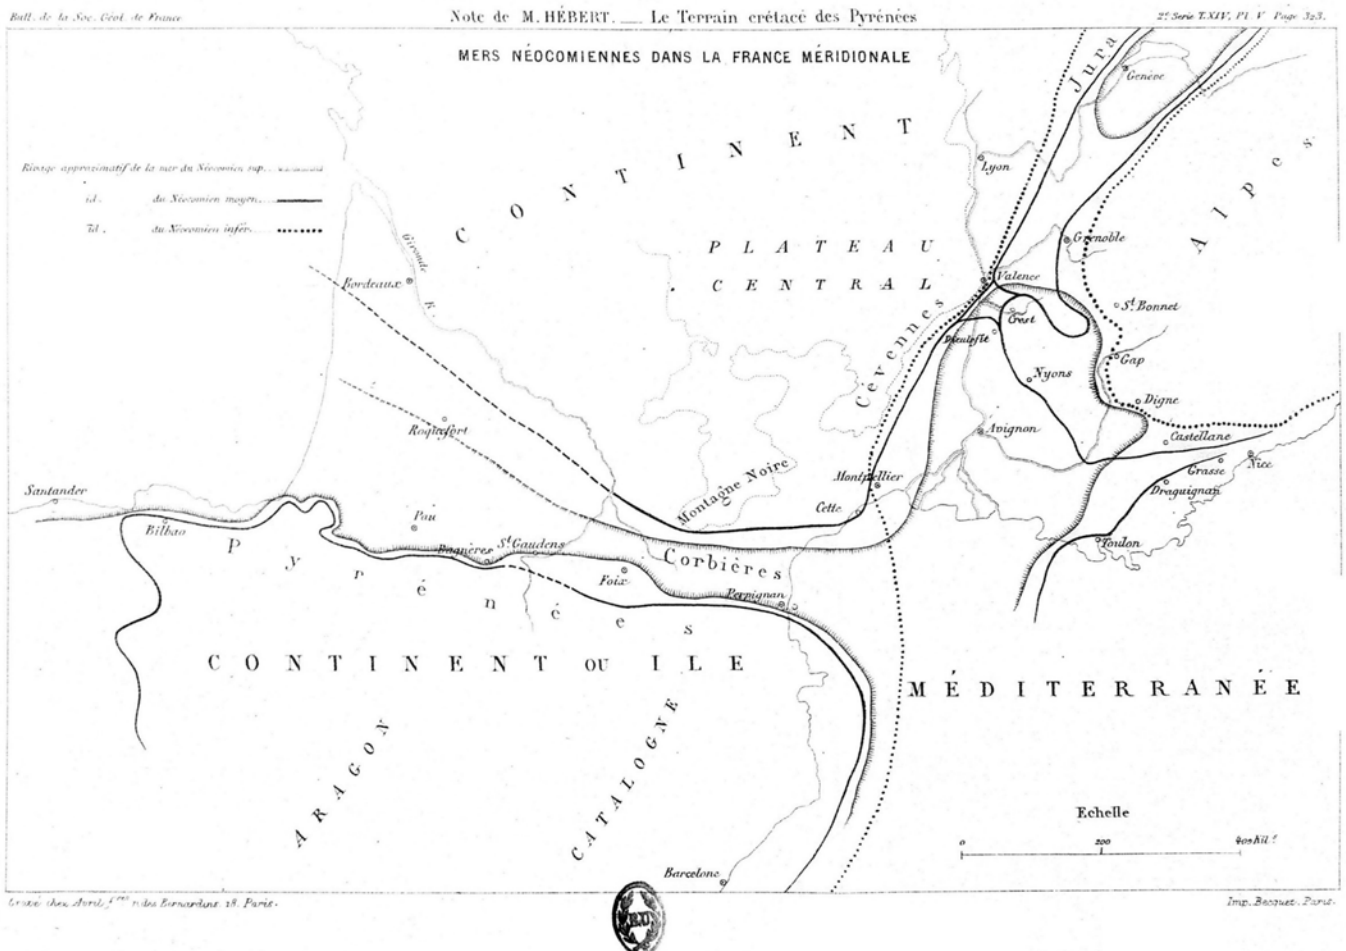 Bull. de la Soc. Géol. de France
Note de M. HÉBERT. — Le Terrain crétacé des Pyrénées
2e Serie T. XIV, Pl. V Page 323.
MERS NÉOCOMIENNES DANS LA FRANCE MÉRIDIONALE
Jura
Genève
CONTINENT
Alpes
Lyon
Rivage approximatif de la mer du Néocomien sup.
id. du Néocomien moyen.
Id. du Néocomien infér.
Gironde R.
Grenoble
PLATEAU
CENTRAL
Bordeaux
Valence
St. Bonnet
Crest
Dieulefit
Cévennes
Gap
Nyons
Digne
Roquefort
Avignon
Castellane
Nice
Grasse
Montagne Noire
Montpellier
Draguignan
Santander
Cette
Bilbao
Pau
Toulon
Bagnères
St. Gaudens
Corbières
Foix
Perpignan
Pyrénées
CONTINENT OU ILE
MÉDITERRANÉE
ARAGON
CATALOGNE
Echelle
0 200 400 Kil.s
Barcelone
Gravé chez Avril fres r. des Bernardins. 18. Paris.
Imp. Becquet. Paris.